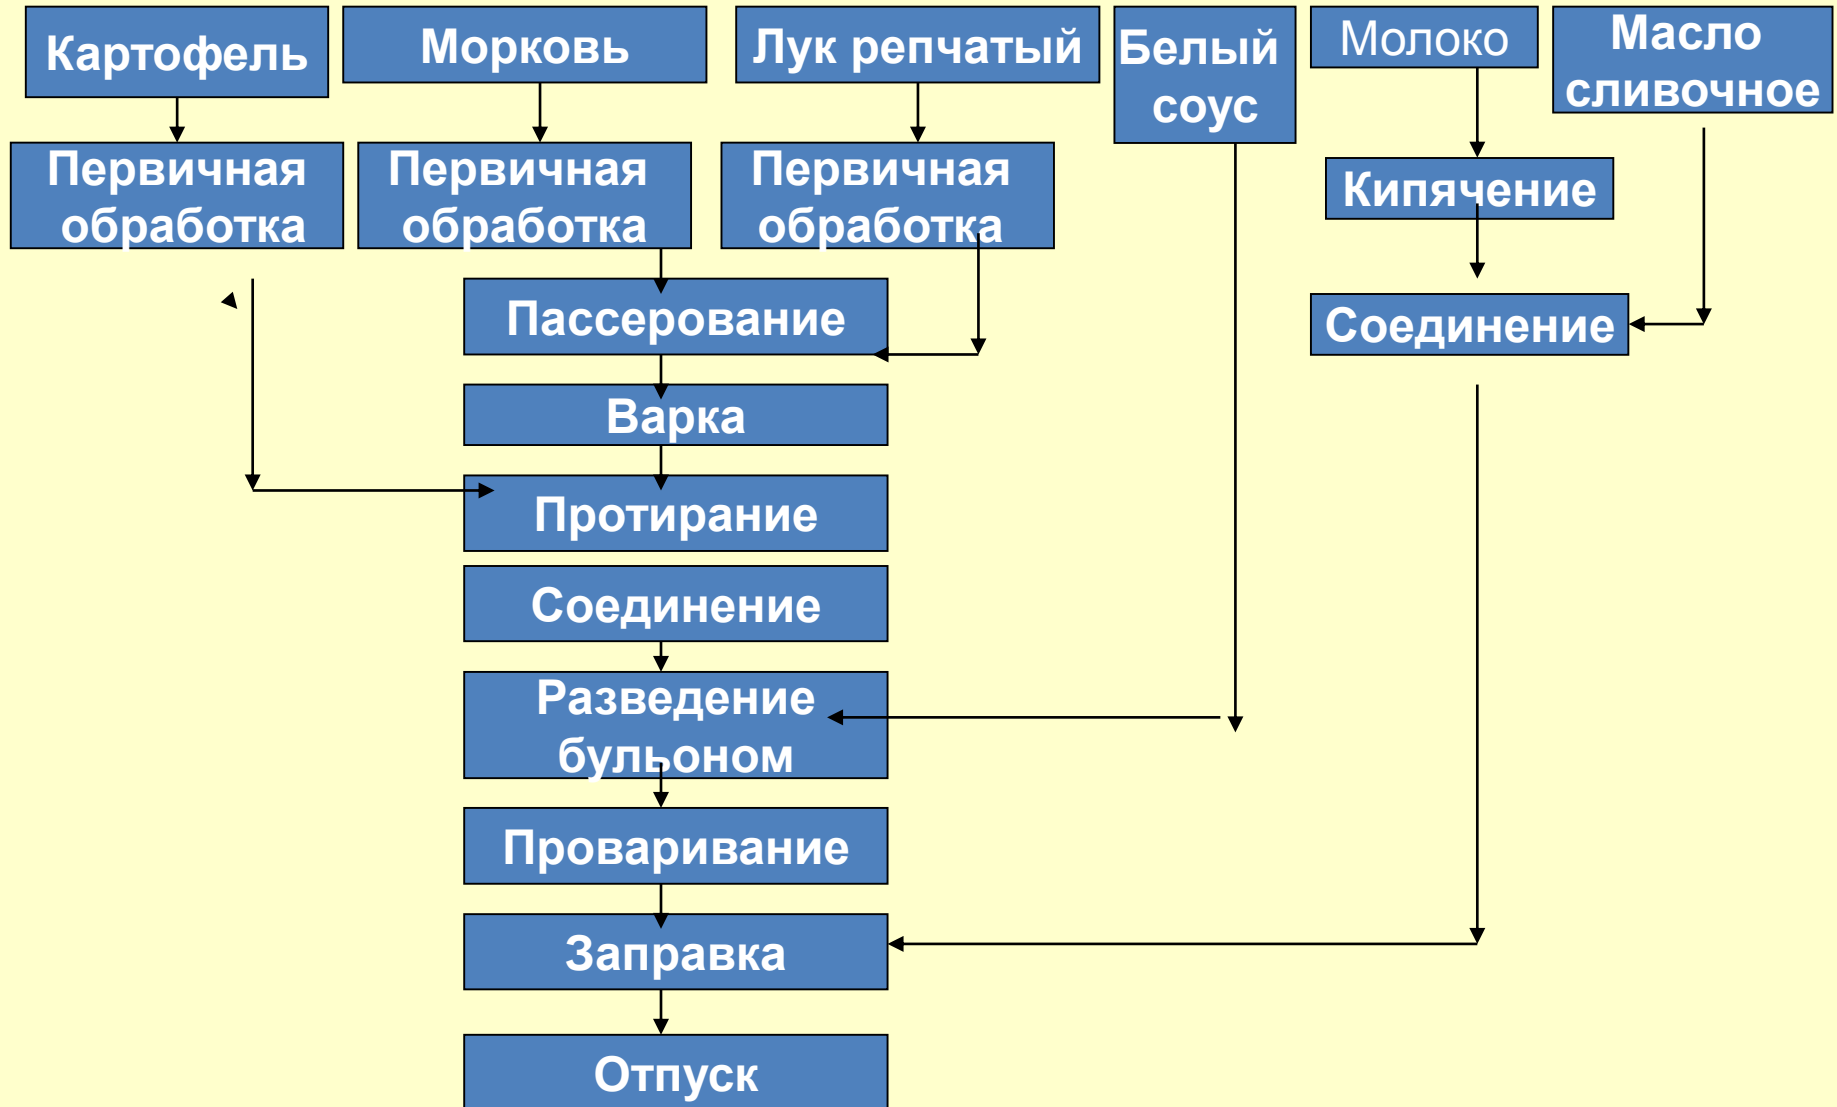 Картофель
Морковь
Лук репчатый
Белый
соус
Молоко
Масло
сливочное
Первичная
обработка
Первичная
обработка
Первичная
обработка
Кипячение
Пассерование
Соединение
Варка
Протирание
Соединение
Разведение
бульоном
Проваривание
Заправка
Отпуск